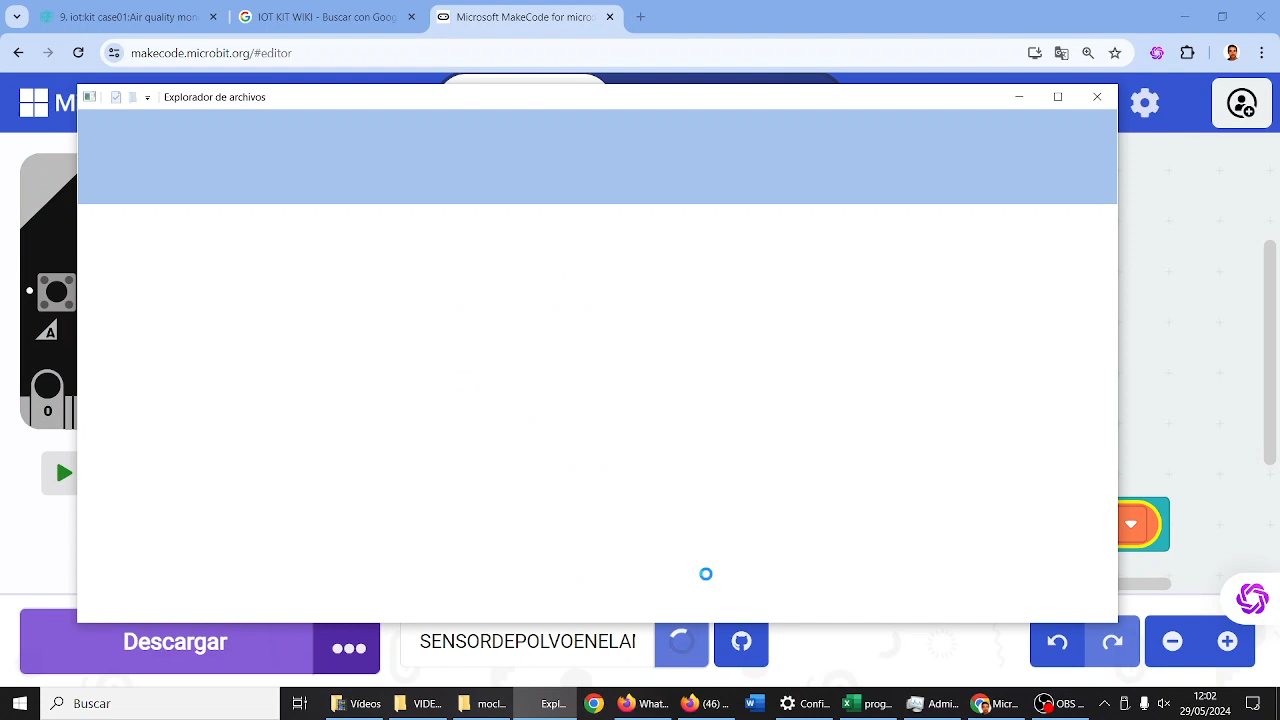 9. iotkit case01:Air quality mon
IOT KIT WIKI - Buscar con Goog
Microsoft MakeCode for micro:
makecode.microbit.org/#editor
M
Explorador de archivos
A
0
Descargar
SENSORDEPOLVOENELAI
Buscar
Vídeos
VIDE...
mocl...
Expl...
What...
(46) ...
Confi...
prog...
Admi...
Micr...
OBS ...
12:02
29/05/2024